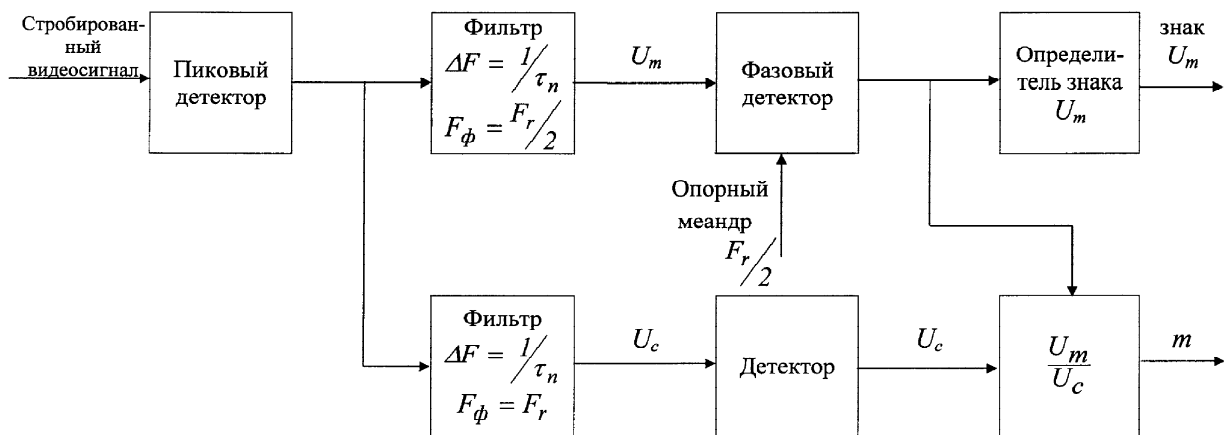 Стробирован-
ный
видеосигнал
Пиковый
детектор
Фильтр
ΔF = 1/τn
Fф = Fr/2
Um
Фазовый
детектор
Определи-
тель знака
Um
знак
Um
Опорный
меандр
Fr/2
Фильтр
ΔF = 1/τn
Fф = Fr
Uc
Детектор
Uc
Um
Uc
m